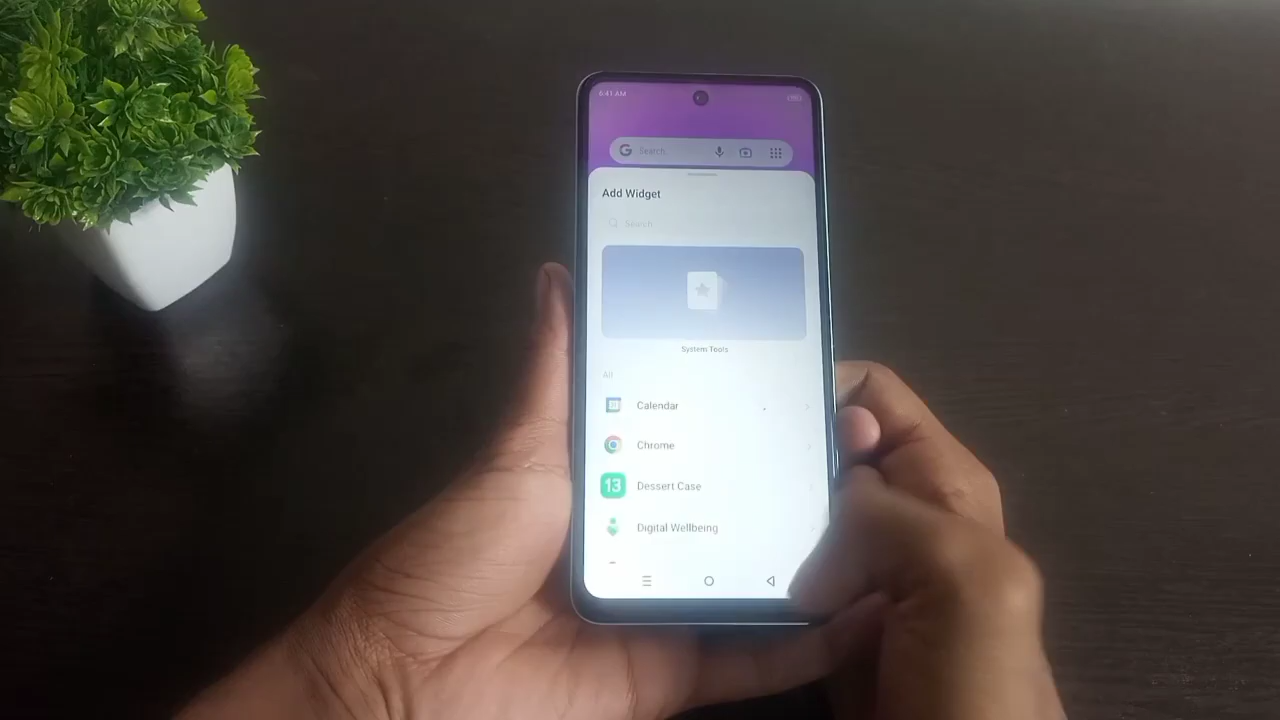 6:41 AM
G Search
Add Widget
Search
System Tools
All
Calendar
Chrome
13 Dessert Case
Digital Wellbeing